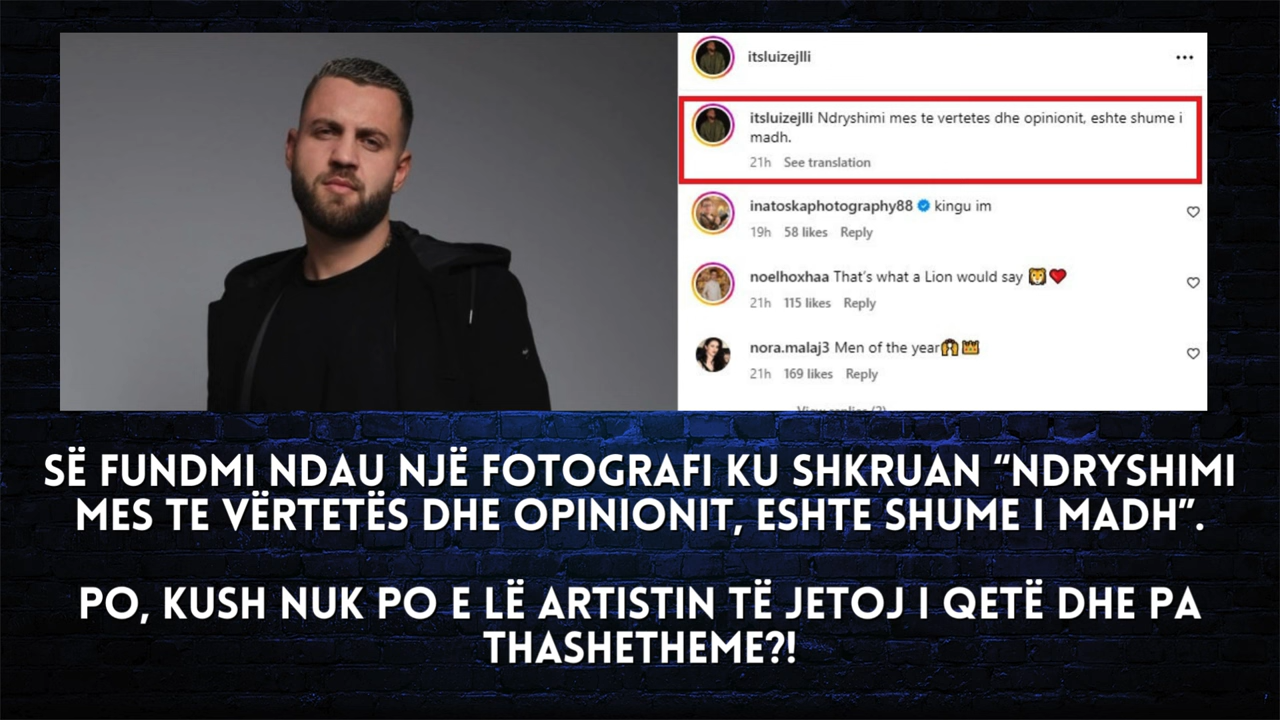 itsluizejlli
itsluizejlli Ndryshimi mes te vertetes dhe opinionit, eshte shume i
madh.
21h See translation
inatoskaphotography88 kingu im
19h 58 likes Reply
noelhoxhaa That's what a Lion would say 🦁❤️
21h 115 likes Reply
nora.malaj3 Men of the year🙌👑
21h 169 likes Reply
View replies (2)
SË FUNDMI NDAU NJË FOTOGRAFI KU SHKRUAN “NDRYSHIMI
MES TE VËRTETËS DHE OPINIONIT, ESHTE SHUME I MADH”.
PO, KUSH NUK PO E LË ARTISTIN TË JETOJ I QETË DHE PA
THASHETHEME?!